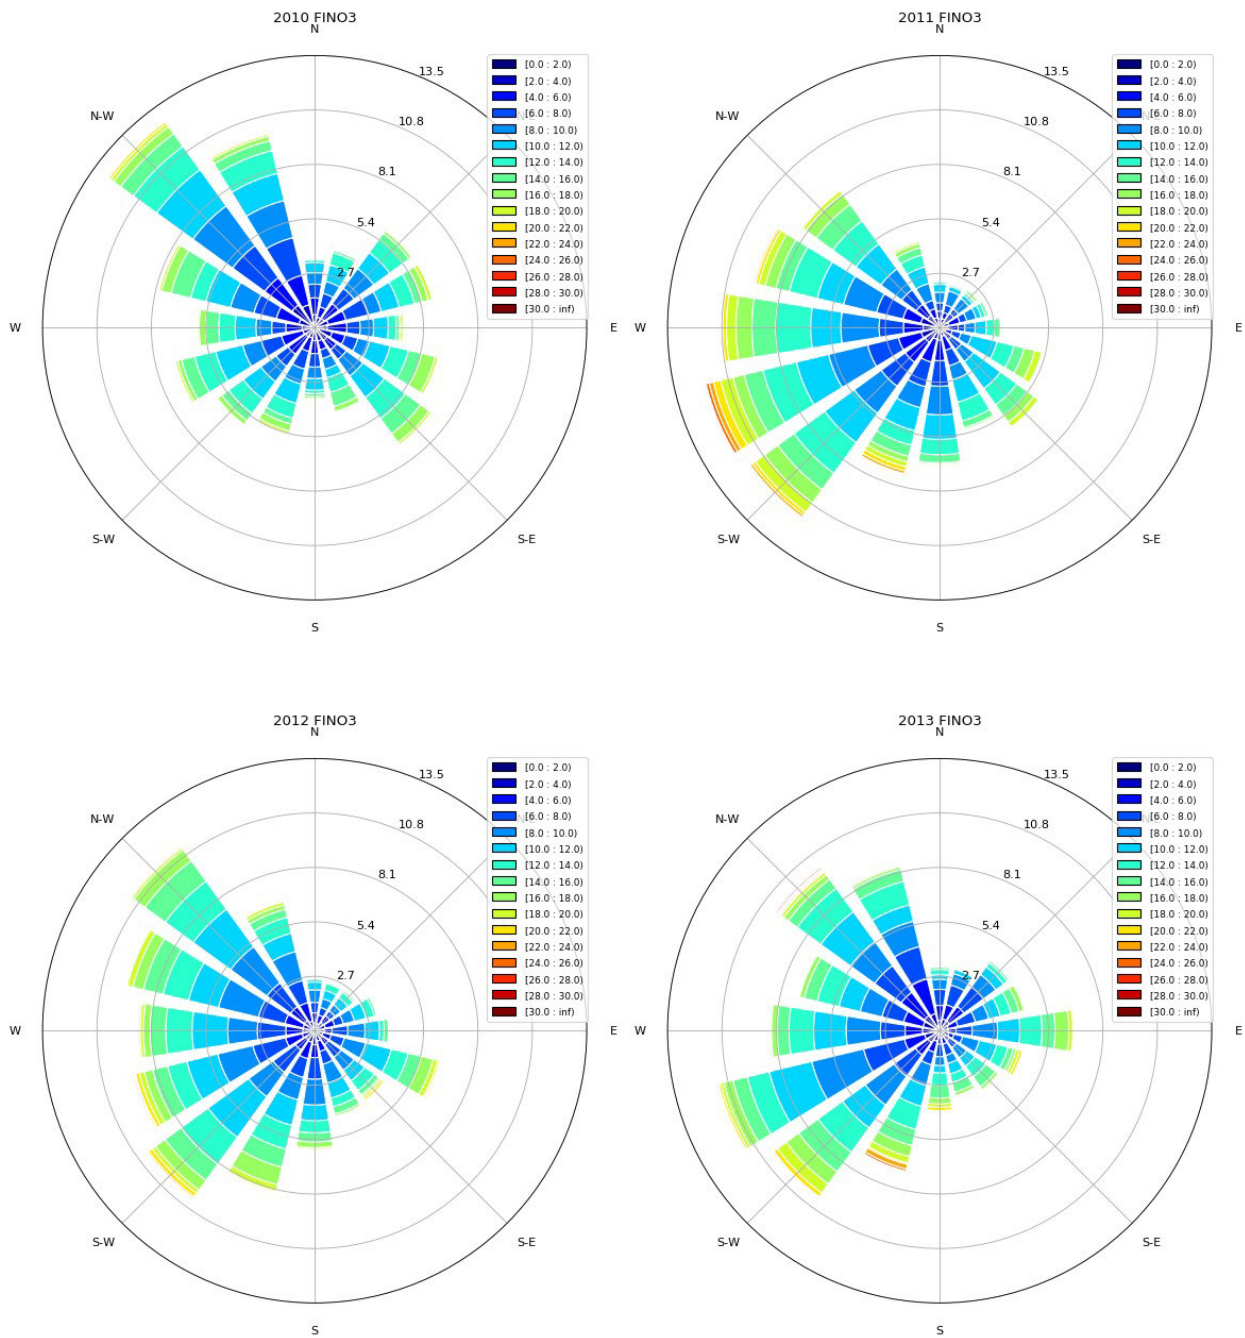 2010 FINO3
N
13.5
10.8
8.1
5.4
2.7
N-W
W
S-W
S
S-E
E
[0.0 : 2.0)
[2.0 : 4.0)
[4.0 : 6.0)
[6.0 : 8.0)
[8.0 : 10.0)
[10.0 : 12.0)
[12.0 : 14.0)
[14.0 : 16.0)
[16.0 : 18.0)
[18.0 : 20.0)
[20.0 : 22.0)
[22.0 : 24.0)
[24.0 : 26.0)
[26.0 : 28.0)
[28.0 : 30.0)
[30.0 : inf)
2011 FINO3
N
13.5
10.8
8.1
5.4
2.7
N-W
W
S-W
S
S-E
E
[0.0 : 2.0)
[2.0 : 4.0)
[4.0 : 6.0)
[6.0 : 8.0)
[8.0 : 10.0)
[10.0 : 12.0)
[12.0 : 14.0)
[14.0 : 16.0)
[16.0 : 18.0)
[18.0 : 20.0)
[20.0 : 22.0)
[22.0 : 24.0)
[24.0 : 26.0)
[26.0 : 28.0)
[28.0 : 30.0)
[30.0 : inf)
2012 FINO3
N
13.5
10.8
8.1
5.4
2.7
N-W
W
S-W
S
S-E
E
[0.0 : 2.0)
[2.0 : 4.0)
[4.0 : 6.0)
[6.0 : 8.0)
[8.0 : 10.0)
[10.0 : 12.0)
[12.0 : 14.0)
[14.0 : 16.0)
[16.0 : 18.0)
[18.0 : 20.0)
[20.0 : 22.0)
[22.0 : 24.0)
[24.0 : 26.0)
[26.0 : 28.0)
[28.0 : 30.0)
[30.0 : inf)
2013 FINO3
N
13.5
10.8
8.1
5.4
2.7
N-W
W
S-W
S
S-E
E
[0.0 : 2.0)
[2.0 : 4.0)
[4.0 : 6.0)
[6.0 : 8.0)
[8.0 : 10.0)
[10.0 : 12.0)
[12.0 : 14.0)
[14.0 : 16.0)
[16.0 : 18.0)
[18.0 : 20.0)
[20.0 : 22.0)
[22.0 : 24.0)
[24.0 : 26.0)
[26.0 : 28.0)
[28.0 : 30.0)
[30.0 : inf)